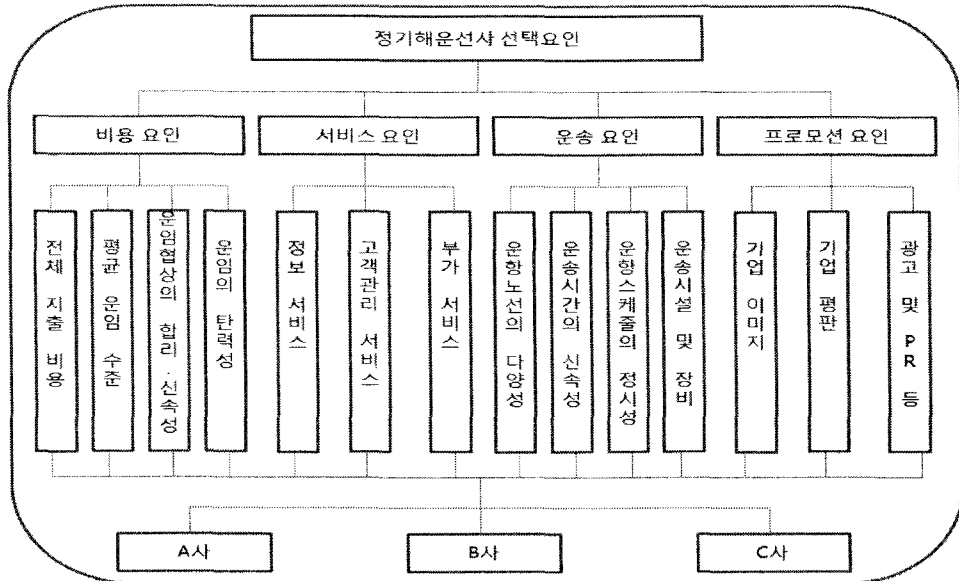 정기해운선사 선택요인
비용 요인
서비스 요인
운송 요인
프로모션 요인
전체 지출 비용
평균 운임 수준
운임협상의 합리·신속성
운임의 탄력성
정보 서비스
고객관리 서비스
부가 서비스
운항노선의 다양성
운송시간의 신속성
운항스케줄의 정시성
운송시설 및 장비
기업 이미지
기업 평판
광고 및 PR 등
A사
B사
C사